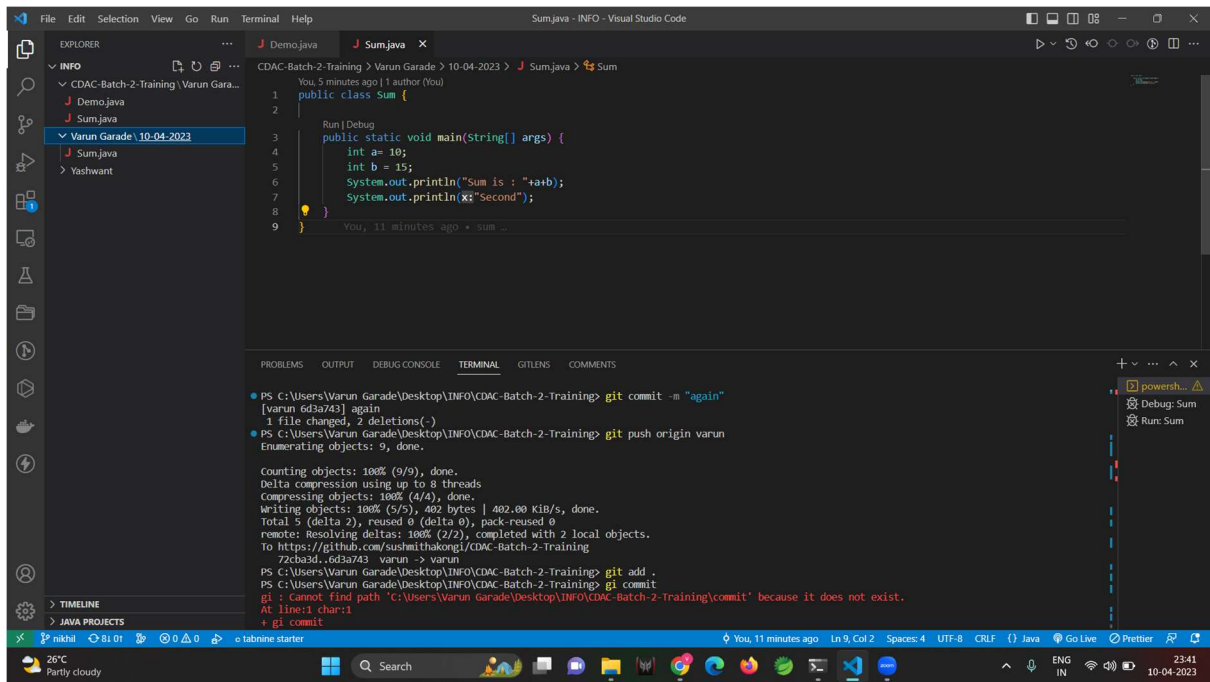 File Edit Selection View Go Run Terminal Help
Sum.java - INFO - Visual Studio Code
EXPLORER
INFO
CDAC-Batch-2-Training \ Varun Gara...
Demo.java
Sum.java
Varun Garade \ 10-04-2023
Sum.java
Yashwant
TIMELINE
JAVA PROJECTS
J Demo.java
J Sum.java
CDAC-Batch-2-Training > Varun Garade > 10-04-2023 > J Sum.java > Sum
You, 5 minutes ago | 1 author (You)
1 public class Sum {
2
Run | Debug
3 public static void main(String[] args) {
4 int a= 10;
5 int b = 15;
6 System.out.println("Sum is : "+a+b);
7 System.out.println(x:"Second");
8 }
9 } You, 11 minutes ago • sum …
PROBLEMS OUTPUT DEBUG CONSOLE TERMINAL GITLENS COMMENTS
PS C:\Users\Varun Garade\Desktop\INFO\CDAC-Batch-2-Training> git commit -m "again"
[varun 6d3a743] again
1 file changed, 2 deletions(-)
PS C:\Users\Varun Garade\Desktop\INFO\CDAC-Batch-2-Training> git push origin varun
Enumerating objects: 9, done.
Counting objects: 100% (9/9), done.
Delta compression using up to 8 threads
Compressing objects: 100% (4/4), done.
Writing objects: 100% (5/5), 402 bytes | 402.00 KiB/s, done.
Total 5 (delta 2), reused 0 (delta 0), pack-reused 0
remote: Resolving deltas: 100% (2/2), completed with 2 local objects.
To https://github.com/sushmithakongi/CDAC-Batch-2-Training
72cba3d..6d3a743 varun -> varun
PS C:\Users\Varun Garade\Desktop\INFO\CDAC-Batch-2-Training> git add .
PS C:\Users\Varun Garade\Desktop\INFO\CDAC-Batch-2-Training> gi commit
gi : Cannot find path 'C:\Users\Varun Garade\Desktop\INFO\CDAC-Batch-2-Training\commit' because it does not exist.
At line:1 char:1
+ gi commit
powersh...
Debug: Sum
Run: Sum
nikhil 8↓ 0↑ 0 0 tabnine starter
You, 11 minutes ago Ln 9, Col 2 Spaces: 4 UTF-8 CRLF {} Java Go Live Prettier
26°C
Partly cloudy
Search
ENG
IN
23:41
10-04-2023